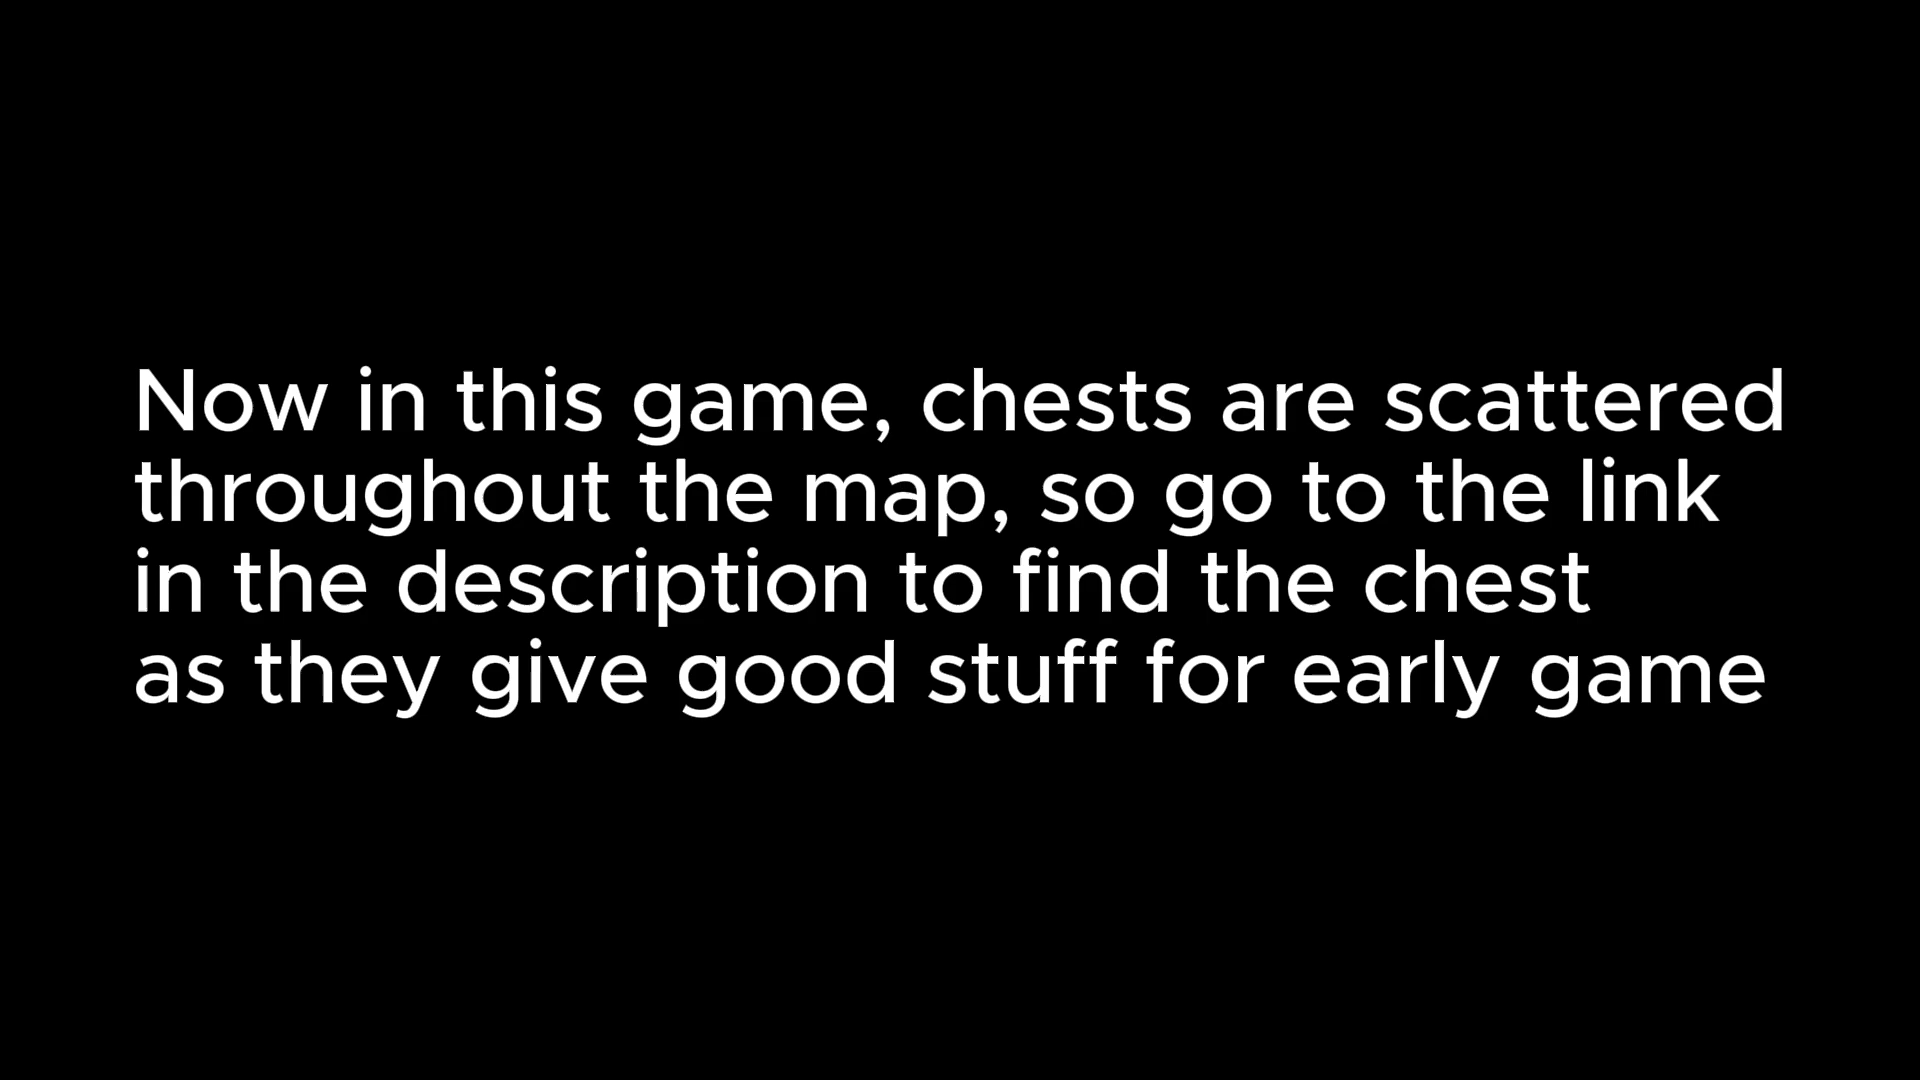 Now in this game, chests are scattered
throughout the map, so go to the link
in the description to find the chest
as they give good stuff for early game